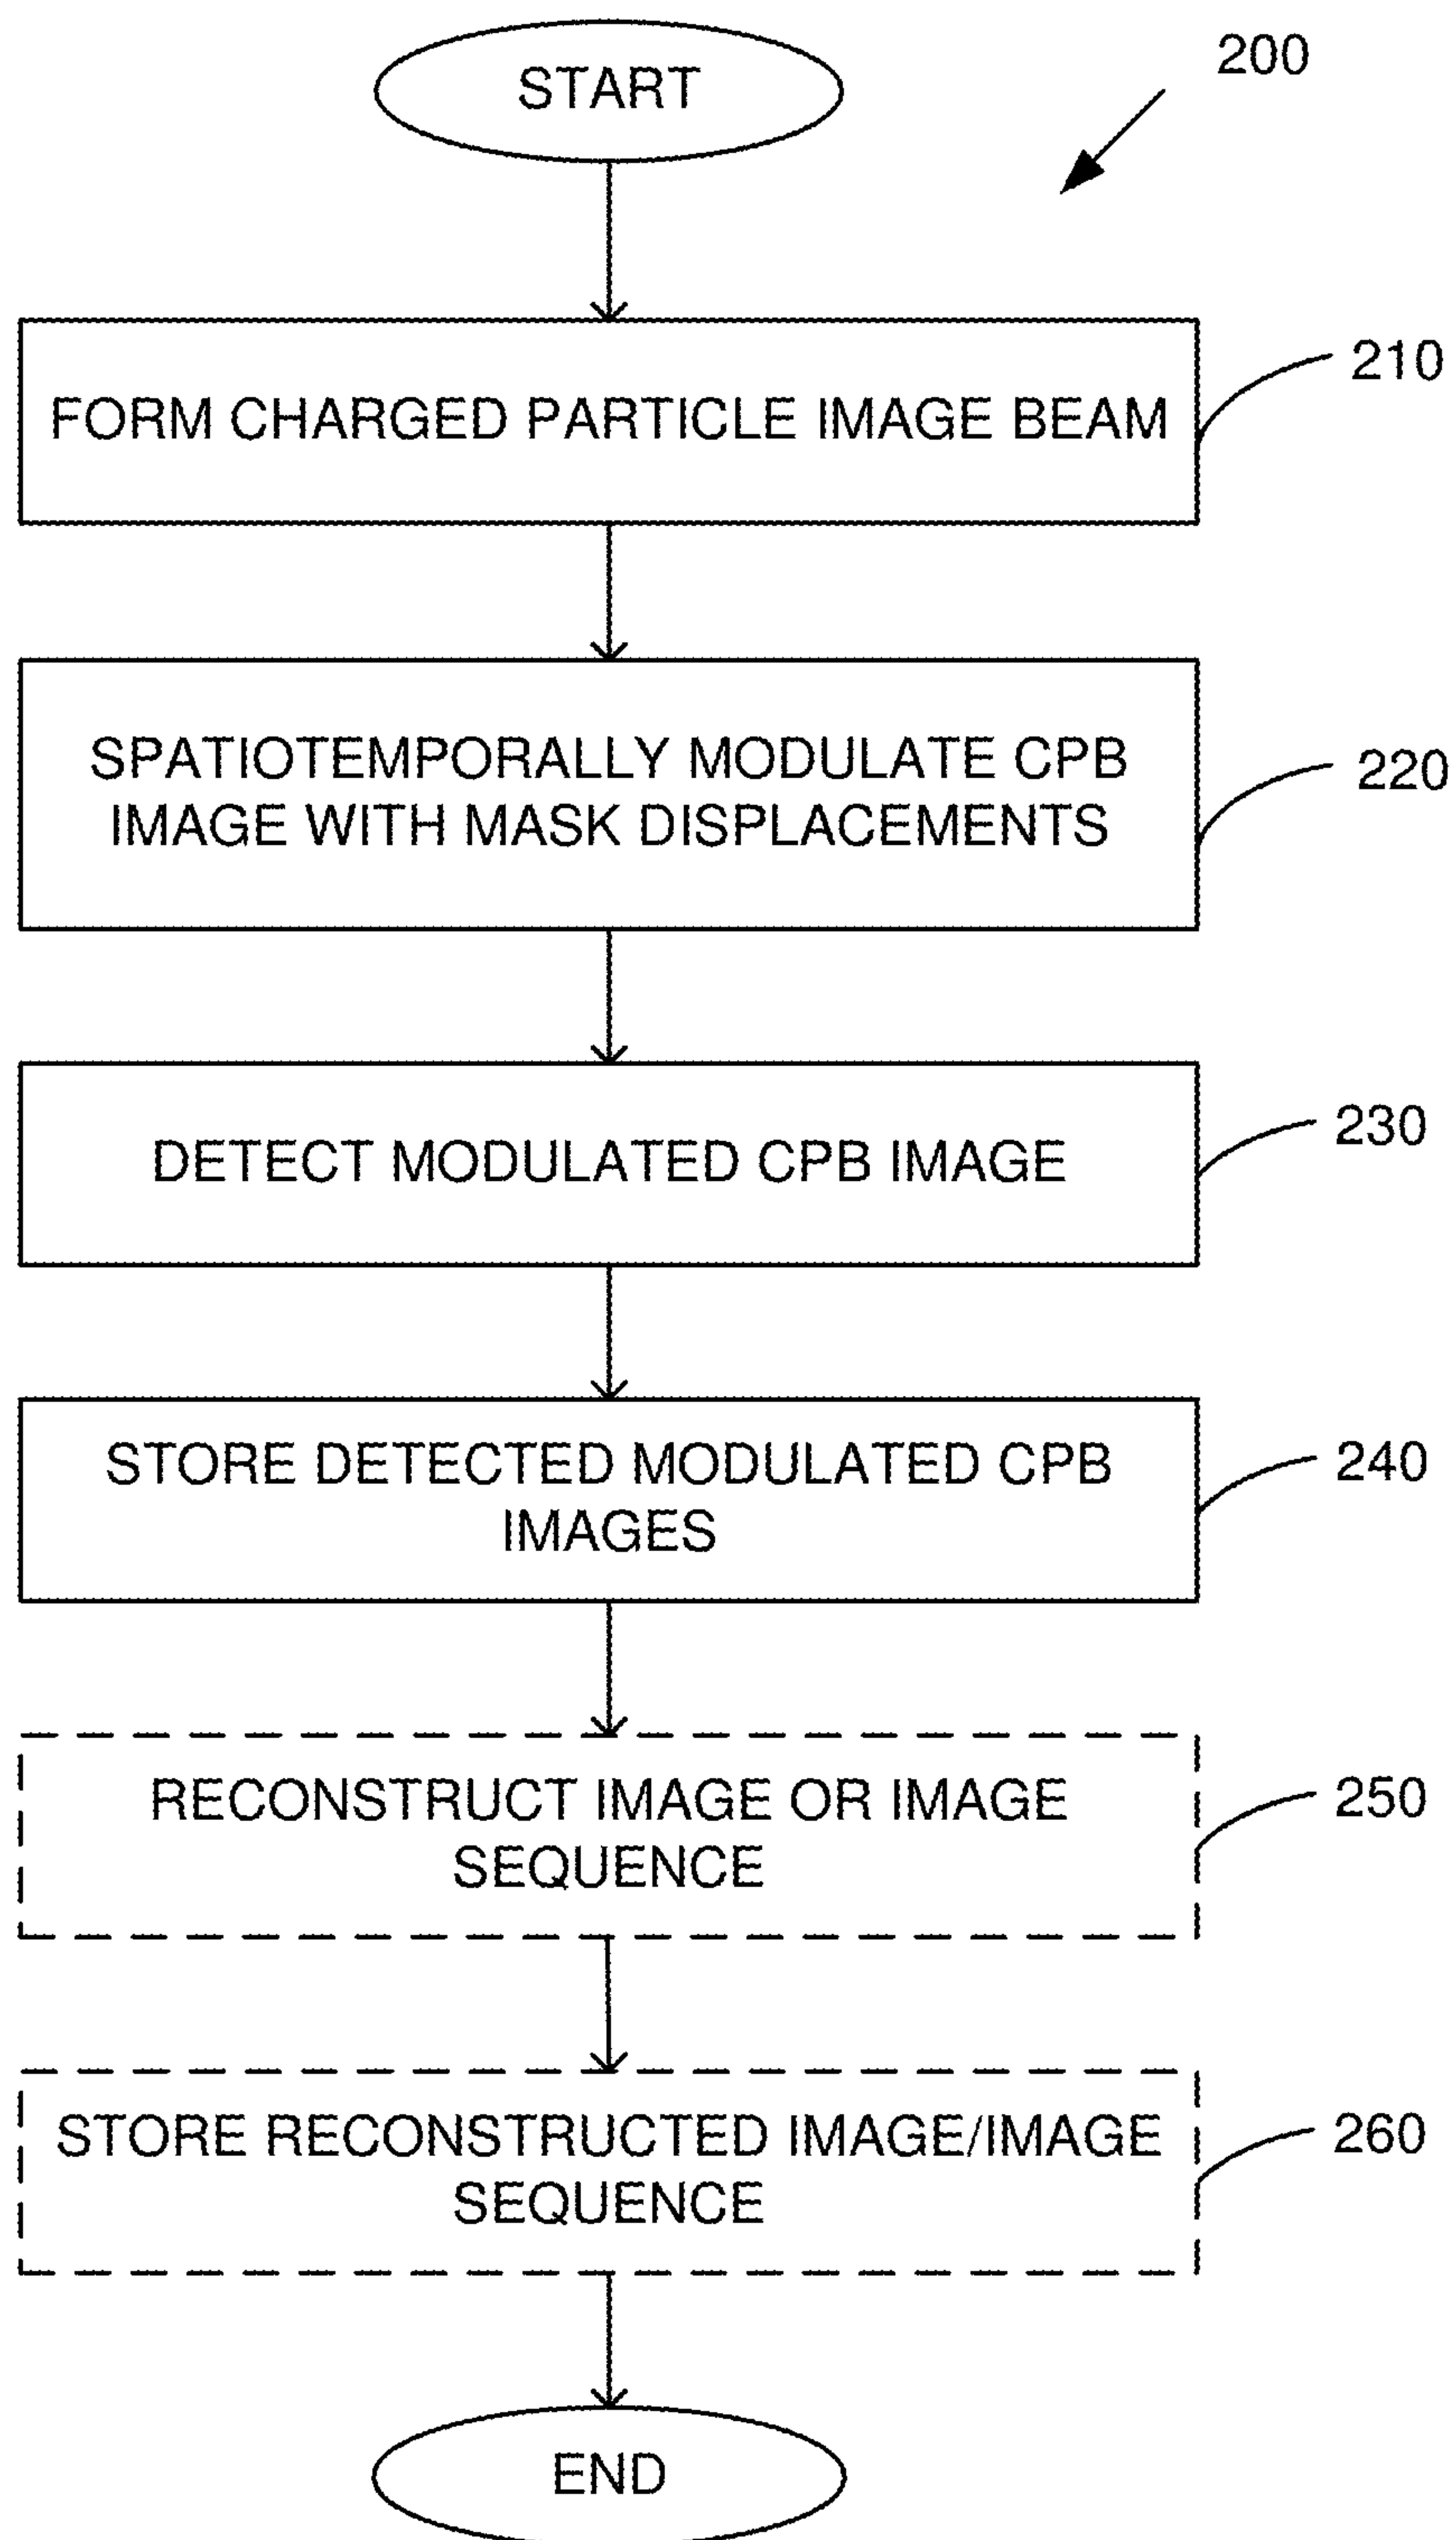 START
200
FORM CHARGED PARTICLE IMAGE BEAM
210
SPATIOTEMPORALLY MODULATE CPB
IMAGE WITH MASK DISPLACEMENTS
220
DETECT MODULATED CPB IMAGE
230
STORE DETECTED MODULATED CPB
IMAGES
240
RECONSTRUCT IMAGE OR IMAGE
SEQUENCE
250
STORE RECONSTRUCTED IMAGE/IMAGE
SEQUENCE
260
END